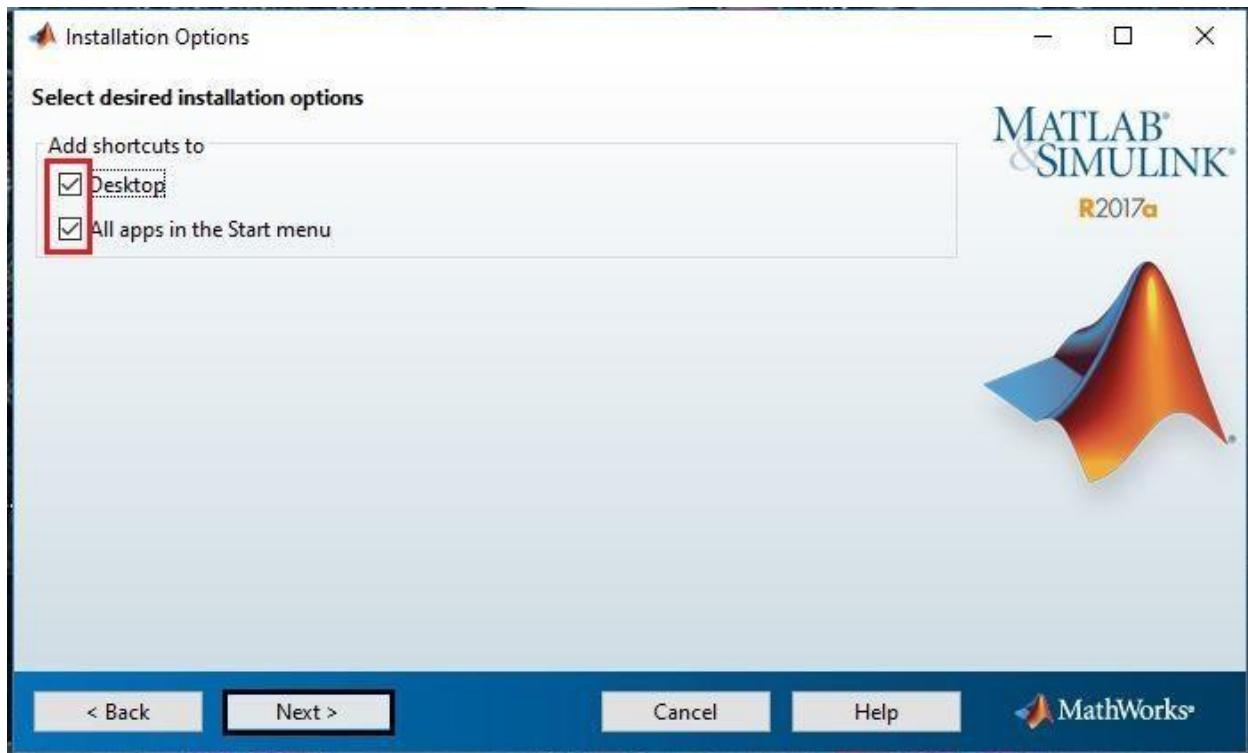 Installation Options
Select desired installation options
Add shortcuts to
Desktop
All apps in the Start menu
MATLAB®
&SIMULINK®
R2017a
< Back
Next >
Cancel
Help
MathWorks®